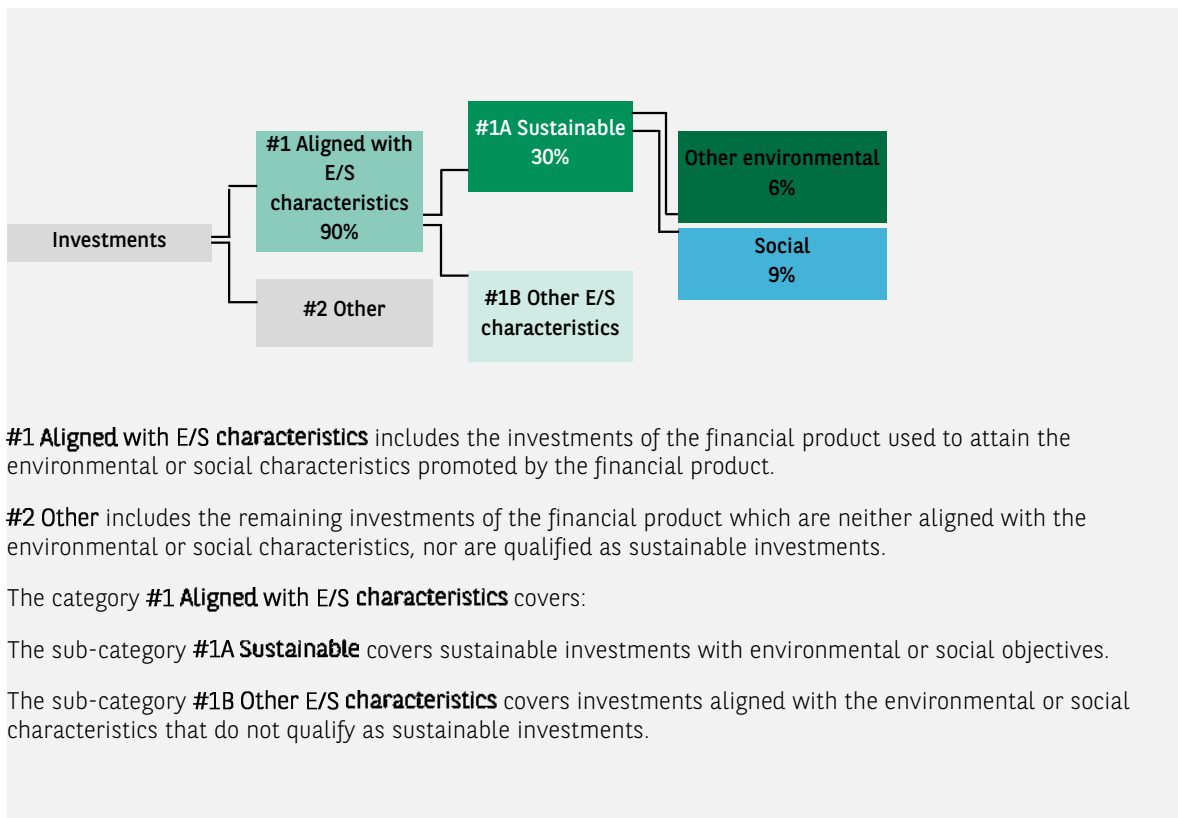 #1A Sustainable
30%
#1 Aligned with
E/S
characteristics
90%
Other environmental
6%
Investments
Social
9%
#2 Other
#1B Other E/S
characteristics
#1 Aligned with E/S characteristics includes the investments of the financial product used to attain the
environmental or social characteristics promoted by the financial product.
#2 Other includes the remaining investments of the financial product which are neither aligned with the
environmental or social characteristics, nor are qualified as sustainable investments.
The category #1 Aligned with E/S characteristics covers:
The sub-category #1A Sustainable covers sustainable investments with environmental or social objectives.
The sub-category #1B Other E/S characteristics covers investments aligned with the environmental or social
characteristics that do not qualify as sustainable investments.